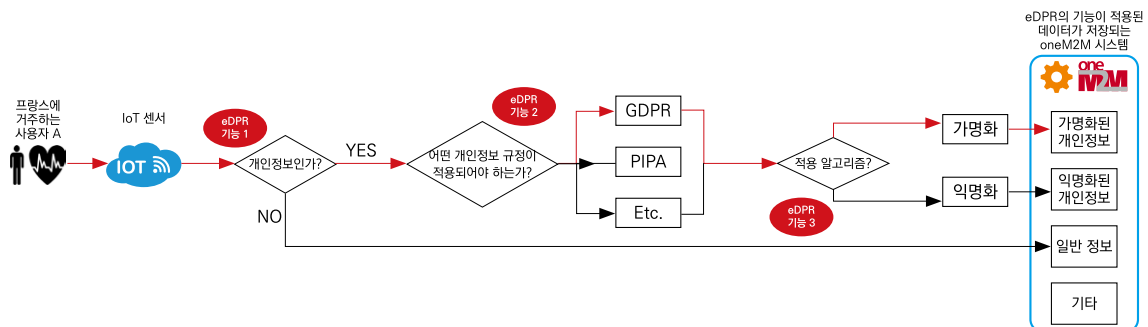 eDPR의 기능이 적용된
데이터가 저장되는
oneM2M 시스템
one
M2M
프랑스에
거주하는
사용자 A
IoT 센서
IOT
eDPR
기능 1
개인정보인가?
YES
NO
eDPR
기능 2
어떤 개인정보 규정이
적용되어야 하는가?
GDPR
PIPA
Etc.
적용 알고리즘?
eDPR
기능 3
가명화
익명화
가명화된
개인정보
익명화된
개인정보
일반 정보
기타